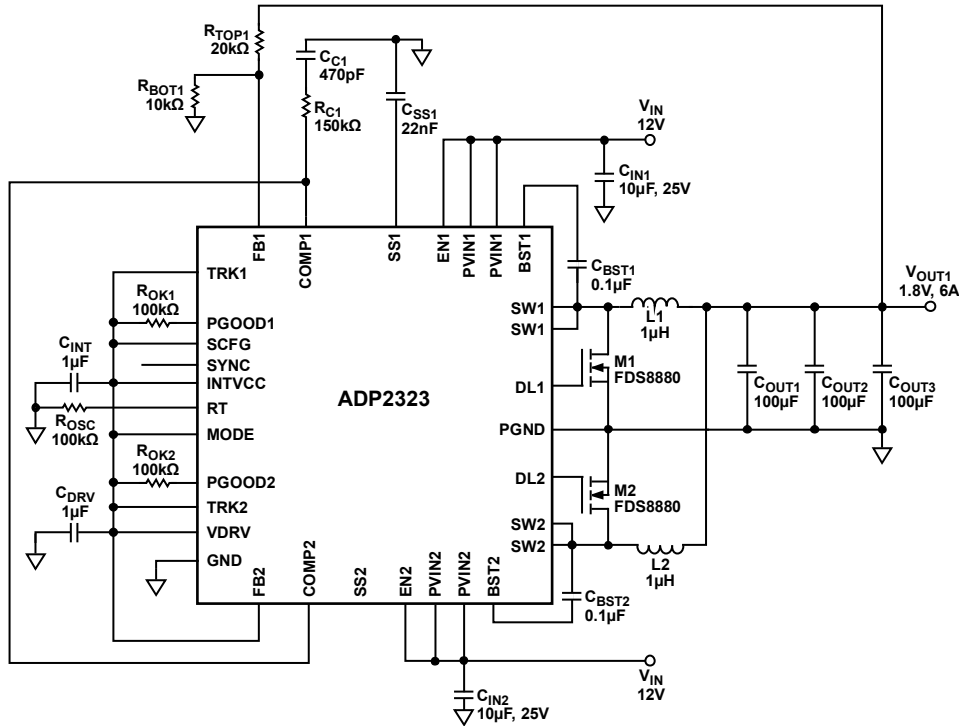 RTOP1
20kΩ
CC1
470pF
RBOT1
10kΩ
RC1
150kΩ
CSS1
22nF
VIN
12V
CIN1
10µF, 25V
FB1
COMP1
SS1
EN1
PVIN1
PVIN1
BST1
CBST1
0.1µF
TRK1
ROK1
100kΩ
PGOOD1
SCFG
CINT
1µF
SYNC
INTVCC
RT
ROSC
100kΩ
MODE
ROK2
100kΩ
PGOOD2
CDRV
1µF
TRK2
VDRV
GND
ADP2323
SW1
SW1
L1
1µH
VOUT1
1.8V, 6A
M1
FDS8880
DL1
COUT1
100µF
COUT2
100µF
COUT3
100µF
PGND
DL2
M2
FDS8880
SW2
SW2
L2
1µH
FB2
COMP2
SS2
EN2
PVIN2
PVIN2
BST2
CBST2
0.1µF
VIN
12V
CIN2
10µF, 25V